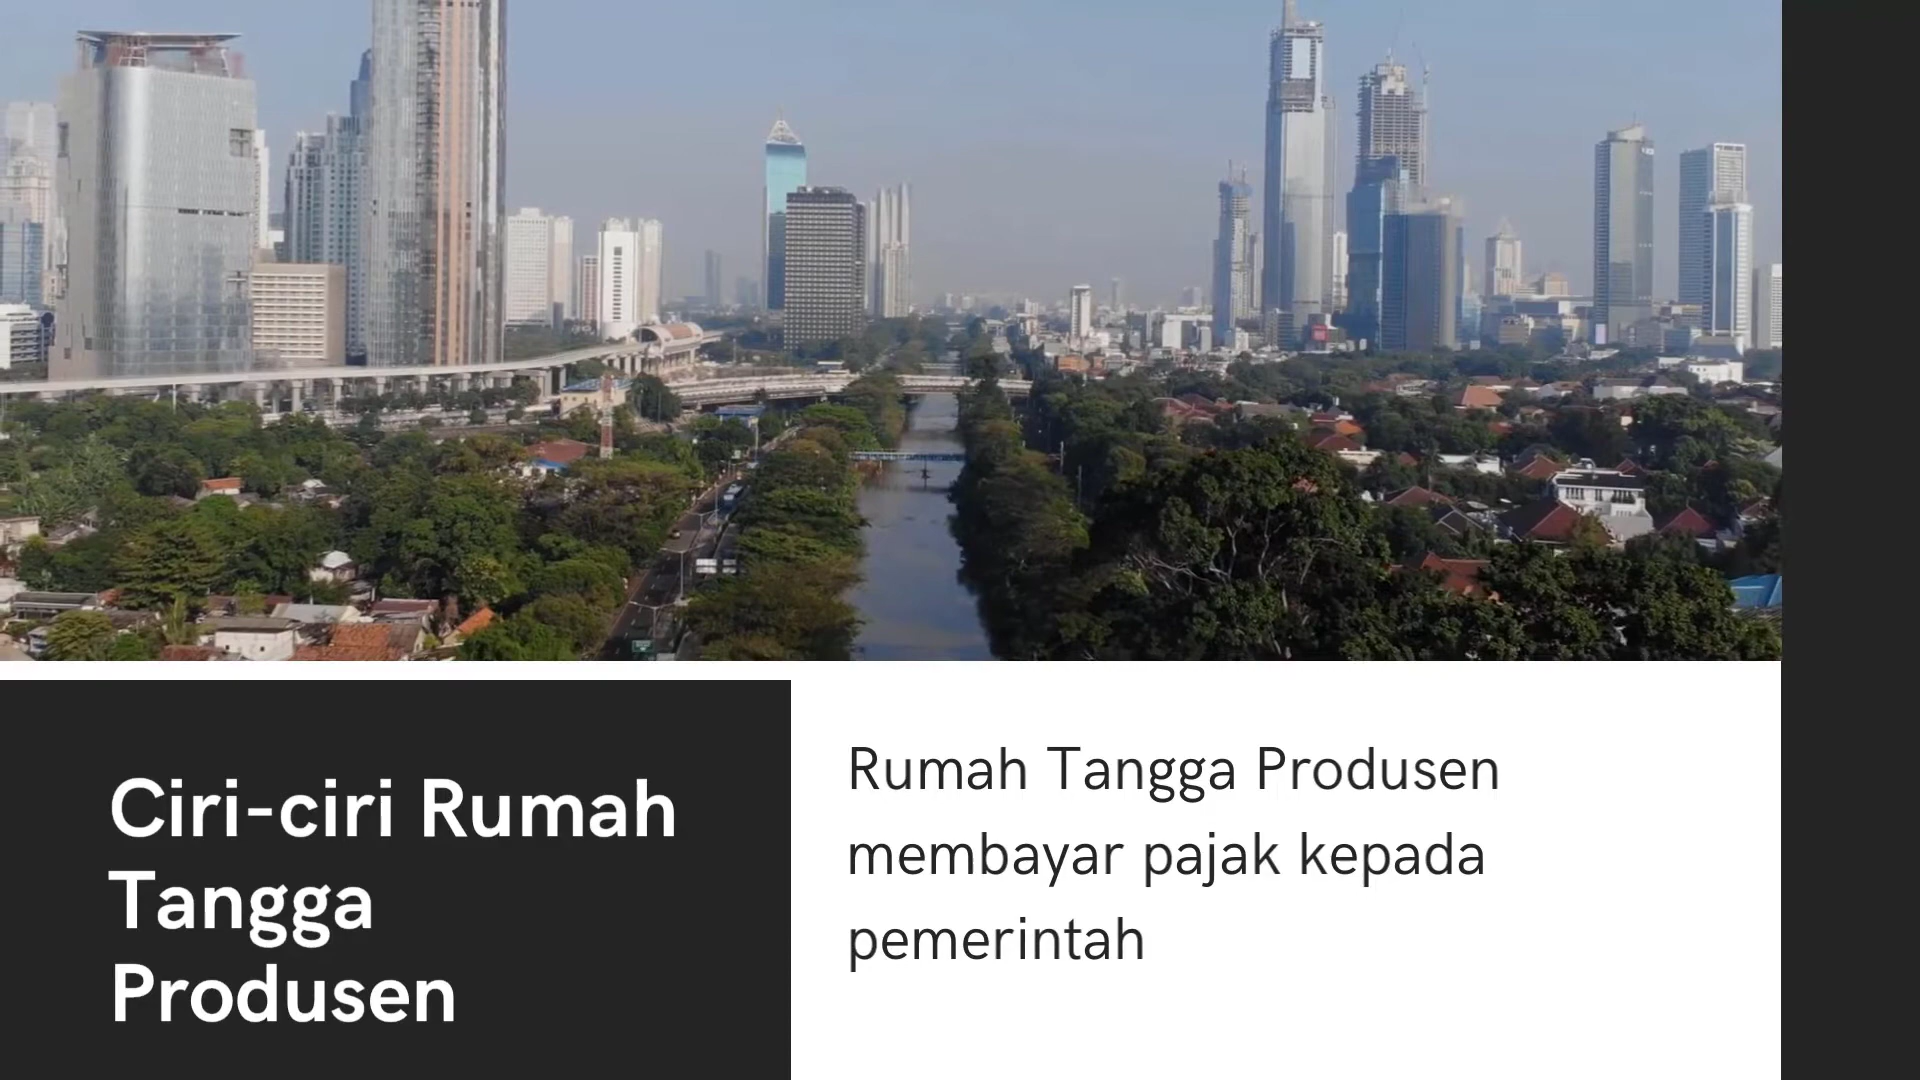 Ciri-ciri Rumah
Tangga
Produsen
Rumah Tangga Produsen
membayar pajak kepada
pemerintah